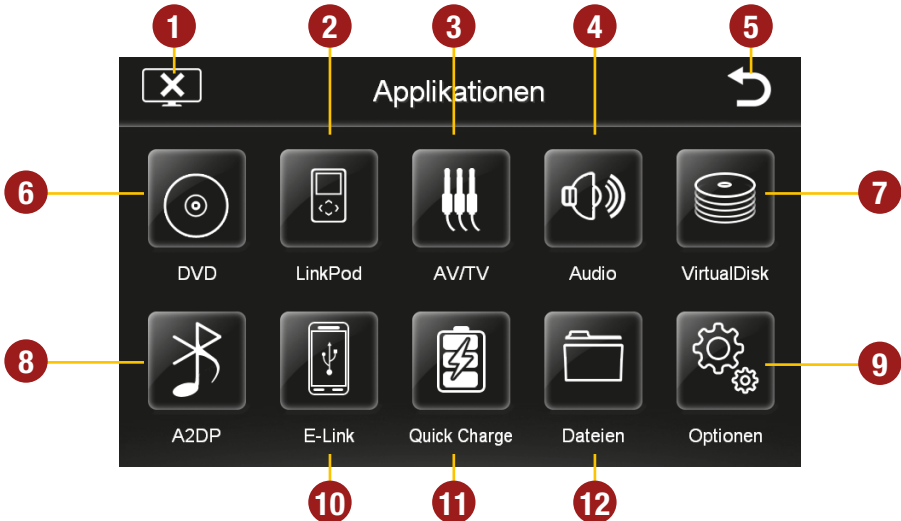 1 2 3 4 5
Applikationen
6 7
DVD LinkPod AV/TV Audio VirtualDisk
8 9
A2DP E-Link Quick Charge Dateien Optionen
10 11 12